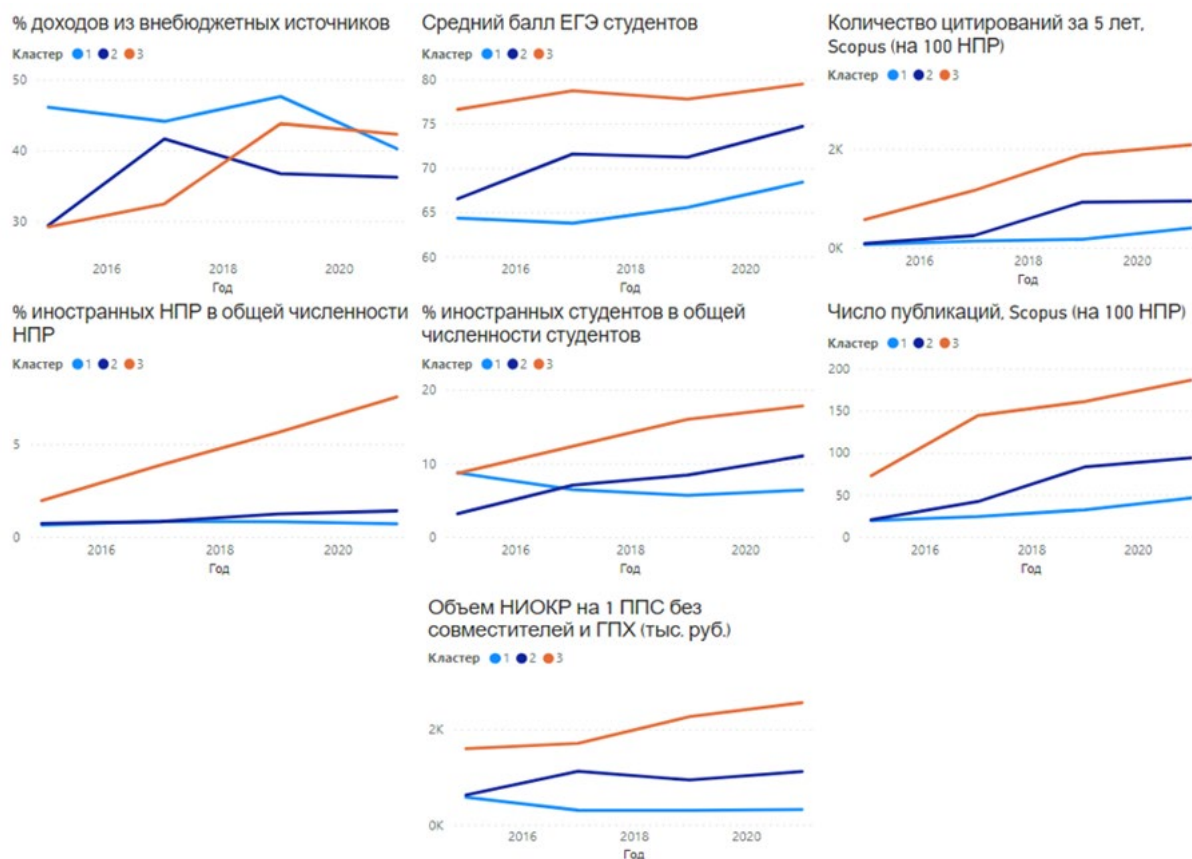 % доходов из внебюджетных источников
Кластер 1 2 3
50
40
30
2016 2018 2020
Год
Средний балл ЕГЭ студентов
Кластер 1 2 3
80
75
70
65
60
2016 2018 2020
Год
Количество цитирований за 5 лет,
Scopus (на 100 НПР)
Кластер 1 2 3
2K
0K
2016 2018 2020
Год
% иностранных НПР в общей численности
НПР
Кластер 1 2 3
5
0
2016 2018 2020
Год
% иностранных студентов в общей
численности студентов
Кластер 1 2 3
20
10
0
2016 2018 2020
Год
Число публикаций, Scopus (на 100 НПР)
Кластер 1 2 3
200
150
100
50
0
2016 2018 2020
Год
Объем НИОКР на 1 ППС без
совместителей и ГПХ (тыс. руб.)
Кластер 1 2 3
2K
0K
2016 2018 2020
Год